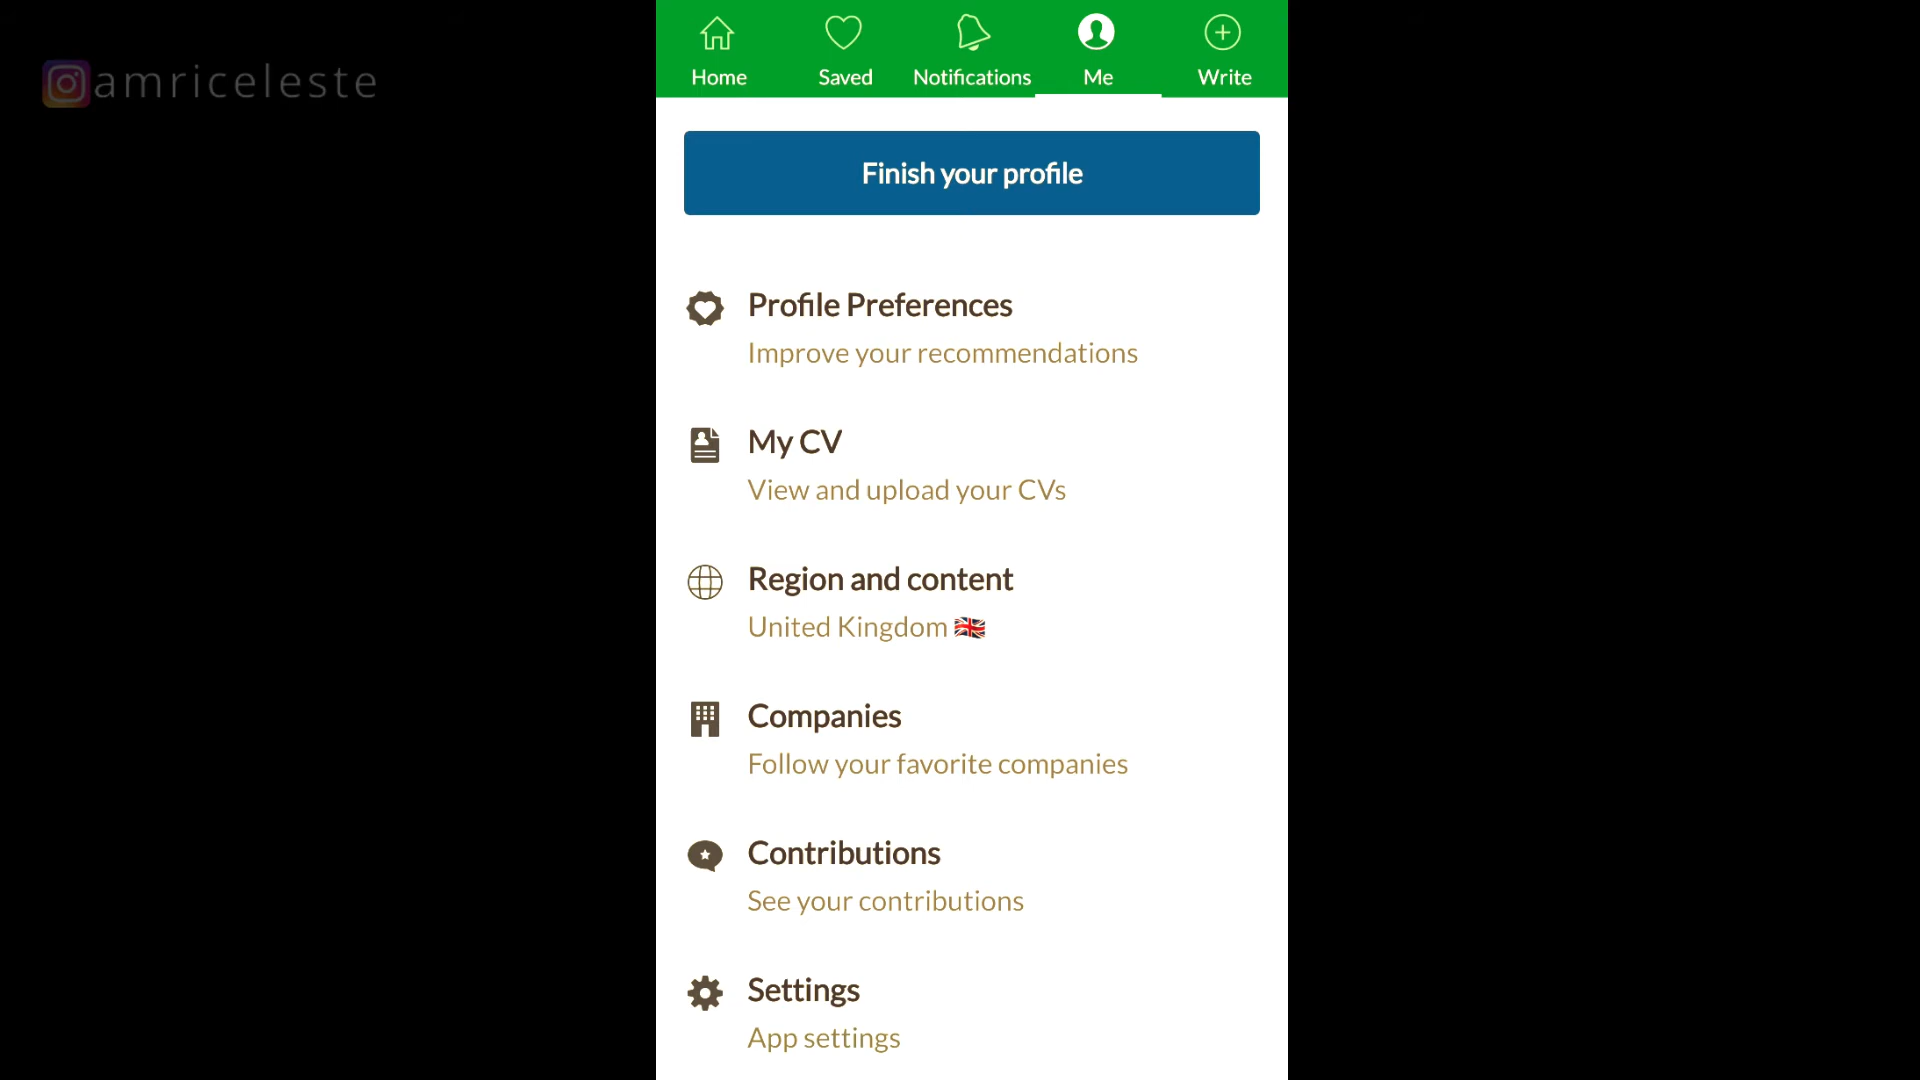 amriceleste
Home Saved Notifications Me Write
Finish your profile
Profile Preferences
Improve your recommendations
My CV
View and upload your CVs
Region and content
United Kingdom 🇬🇧
Companies
Follow your favorite companies
Contributions
See your contributions
Settings
App settings